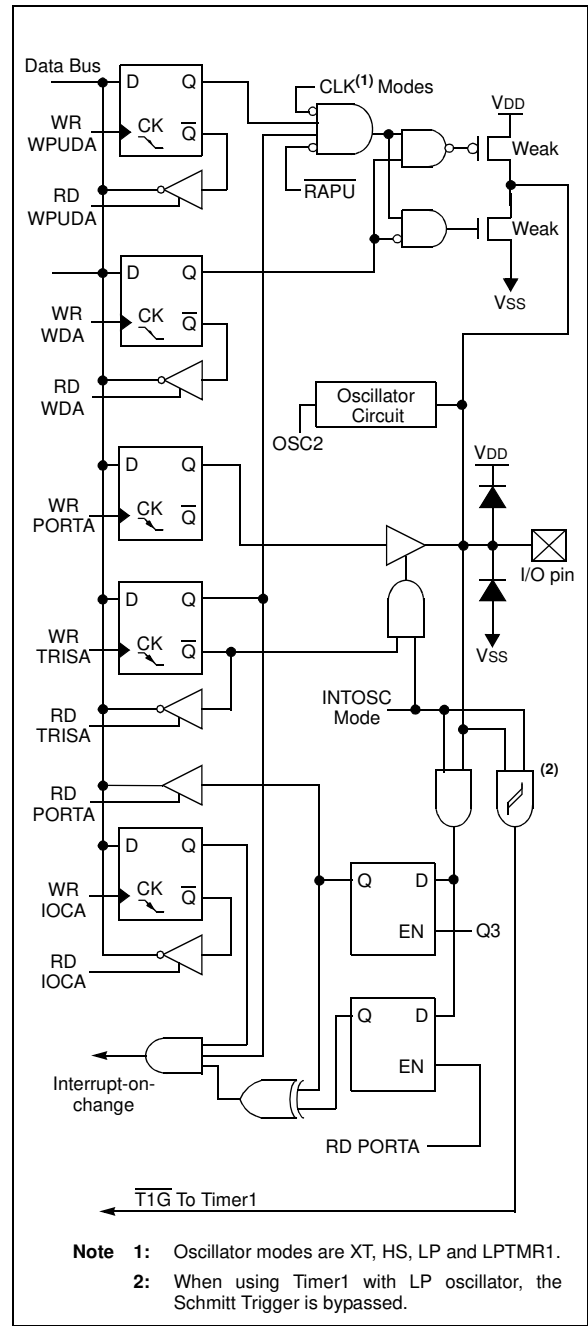 Data Bus
D Q
CK Q
WR
WPUDA
RD
WPUDA
CLK(1) Modes
RAPU
VDD
Weak
Weak
VSS
D Q
CK Q
WR
WDA
RD
WDA
Oscillator
Circuit
OSC2
D Q
CK Q
WR
PORTA
VDD
I/O pin
VSS
D Q
CK Q
WR
TRISA
RD
TRISA
INTOSC
Mode
(2)
RD
PORTA
D Q
CK Q
WR
IOCA
RD
IOCA
Q D
EN
Q3
Q D
EN
RD PORTA
Interrupt-on-
change
T1G To Timer1
Note 1: Oscillator modes are XT, HS, LP and LPTMR1.
2: When using Timer1 with LP oscillator, the
Schmitt Trigger is bypassed.